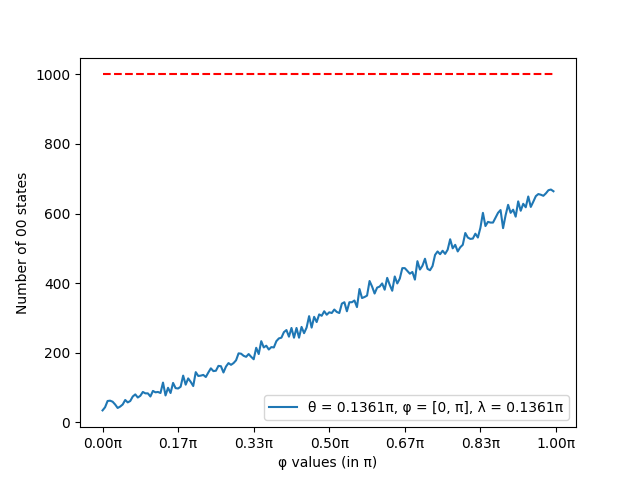 1000
800
600
400
200
0
Number of 00 states
θ = 0.1361π, φ = [0, π], λ = 0.1361π
0.00π 0.17π 0.33π 0.50π 0.67π 0.83π 1.00π
φ values (in π)